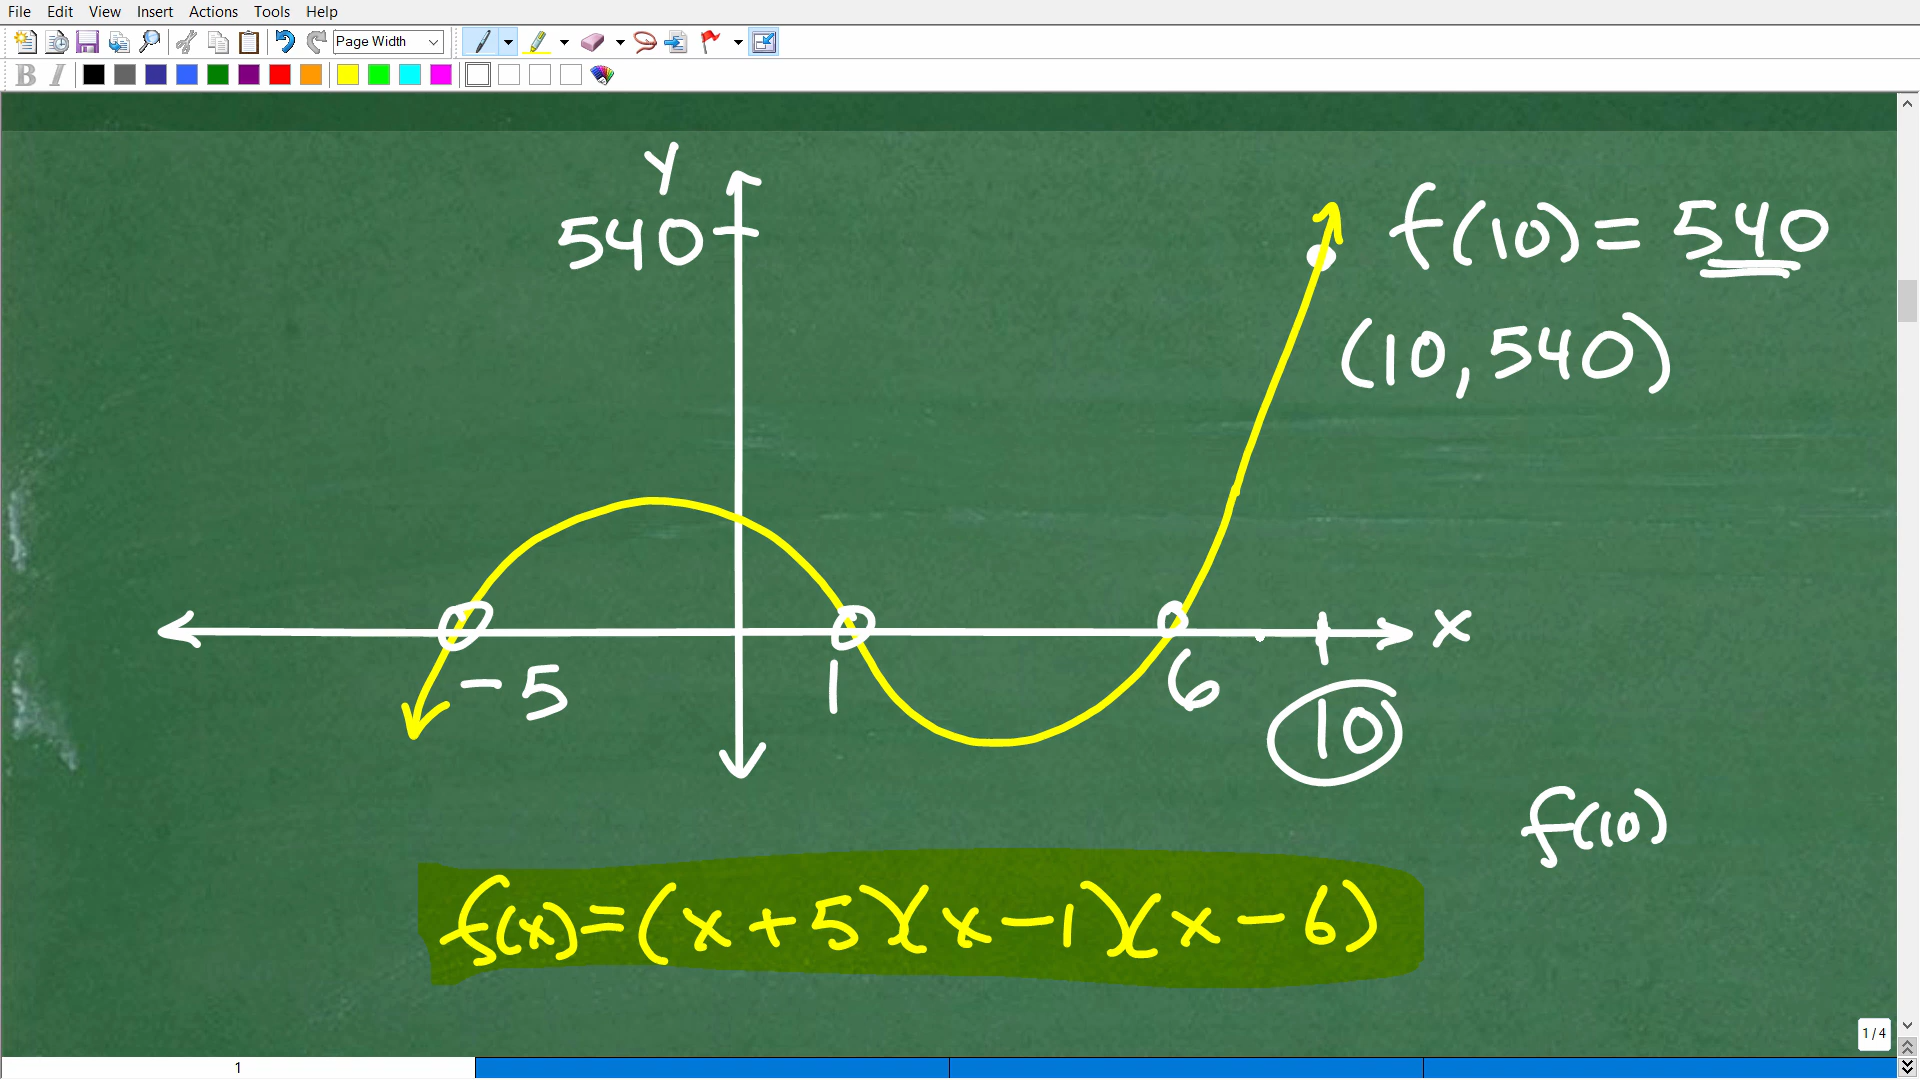 File Edit View Insert Actions Tools Help
Page Width
B I
Y
540
f(10) = 540
(10, 540)
x
-5
1
6
10
f(10)
f(x) = (x + 5)(x - 1)(x - 6)
1 / 4
1